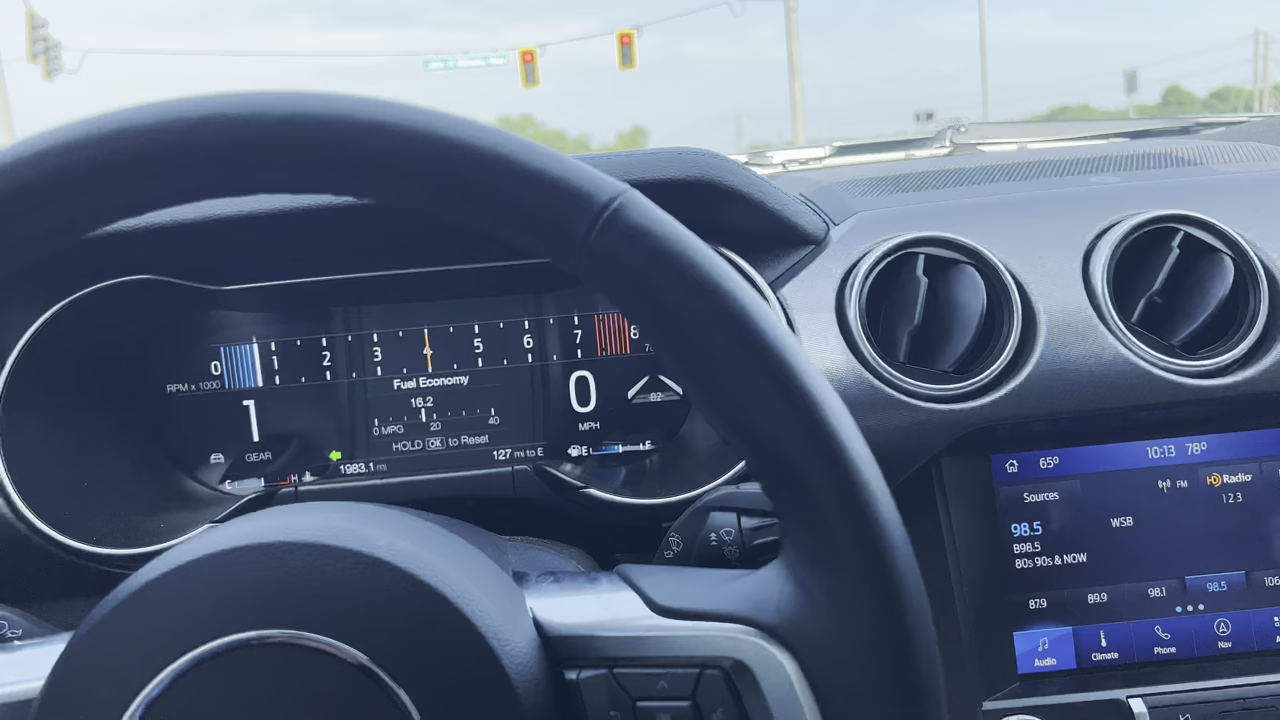 0 1 2 3 4 5 6 7 8
RPM x 1000
Fuel Economy
16.2
0 MPG 20 40
HOLD OK to Reset
1
GEAR
0
MPH
C H
1983.1 mi
127 mi to E
E F
65°
10:13 78°
Sources
FM
HD Radio
1 2 3
98.5
WSB
B98.5
80s 90s & NOW
87.9 89.9 98.1 98.5 106
Audio Climate Phone Nav